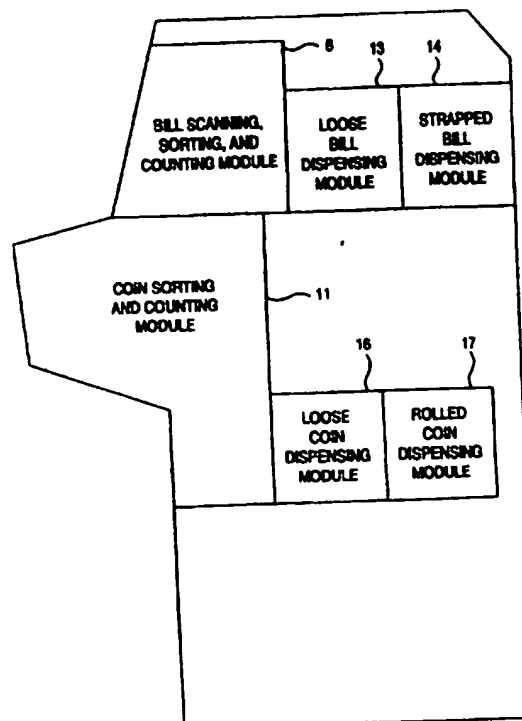 8
13
14
BILL SCANNING,
SORTING, AND
COUNTING MODULE
LOOSE
BILL
DISPENSING
MODULE
STRAPPED
BILL
DISPENSING
MODULE
COIN SORTING
AND COUNTING
MODULE
11
16
17
LOOSE
COIN
DISPENSING
MODULE
ROLLED
COIN
DISPENSING
MODULE